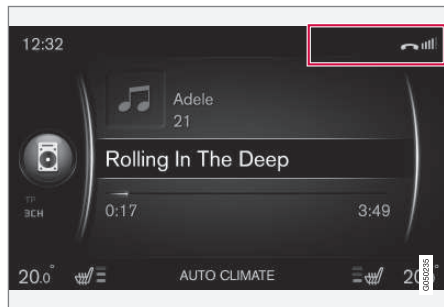 12:32
Adele
21
Rolling In The Deep
TP
3CH
0:17
3:49
20.0°
AUTO CLIMATE
20
G050235